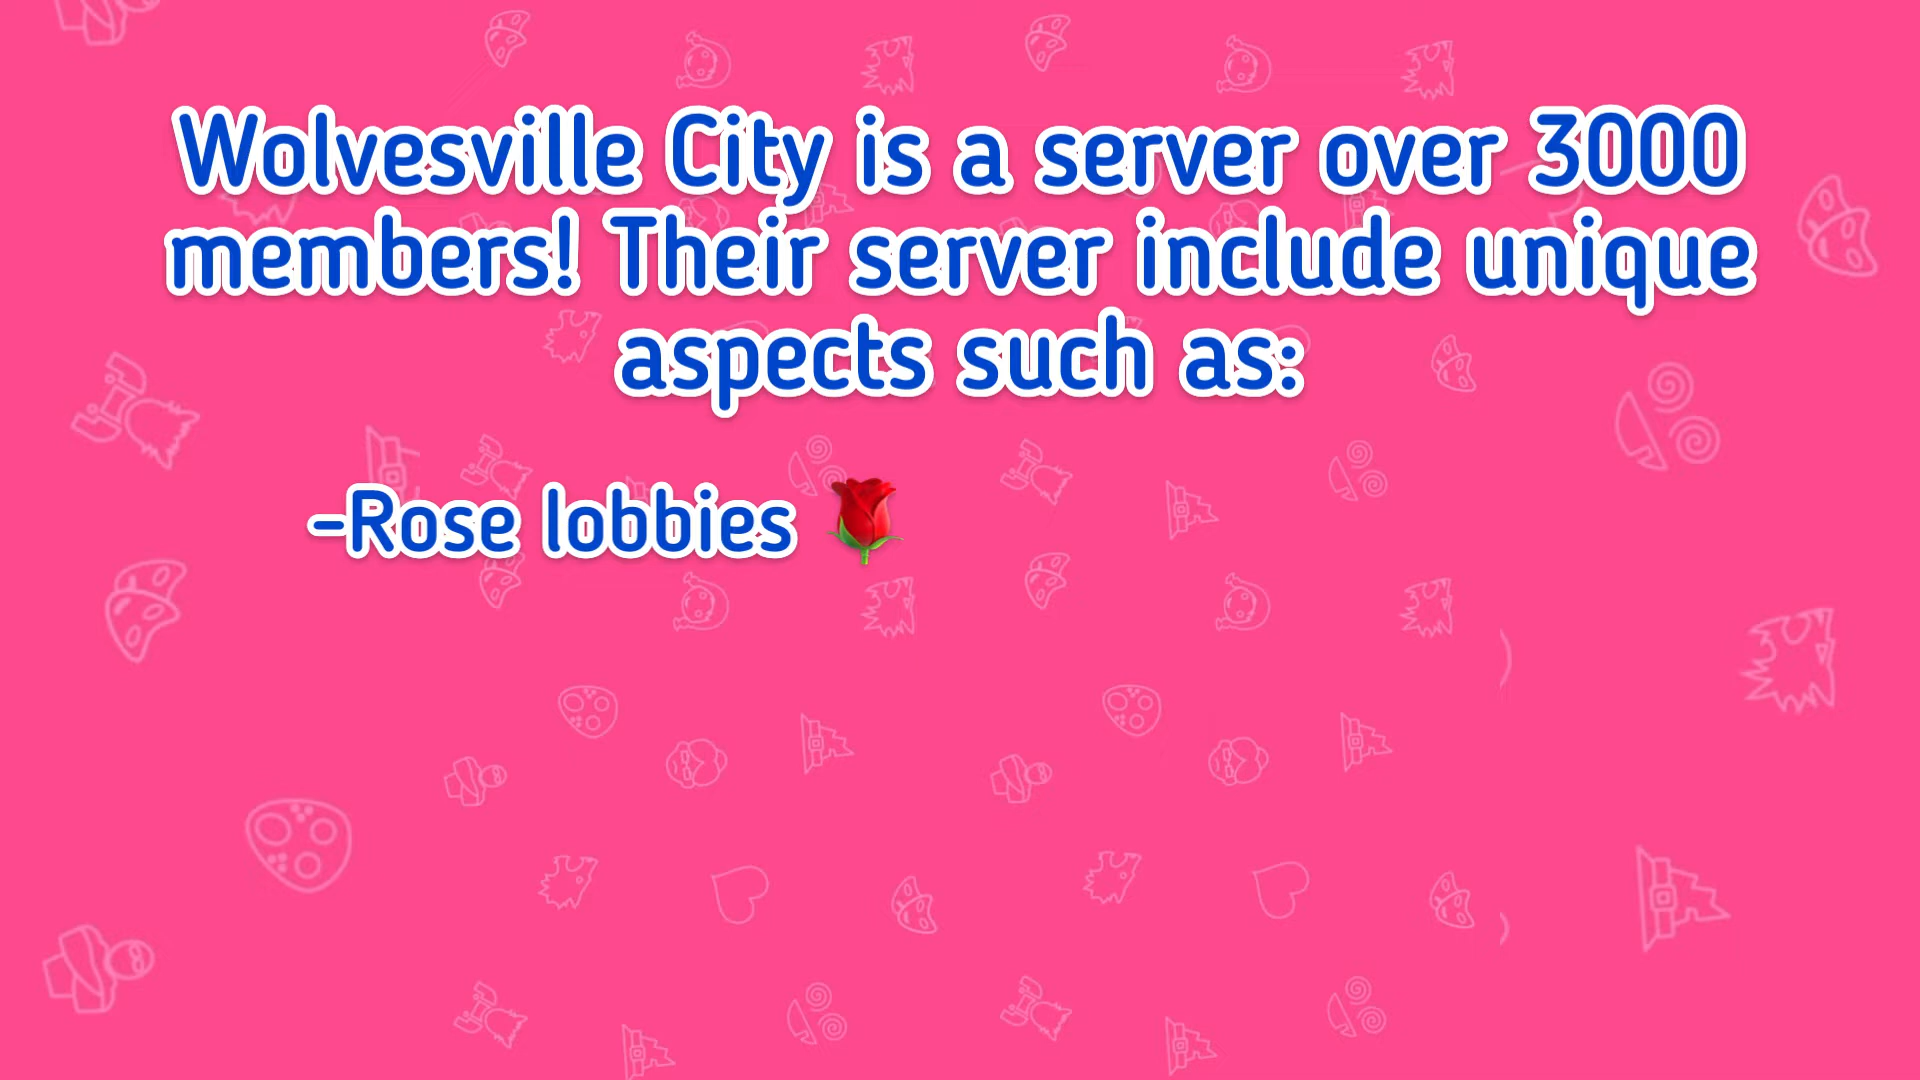 Wolvesville City is a server over 3000
members! Their server include unique
aspects such as:
-Rose lobbies 🌹